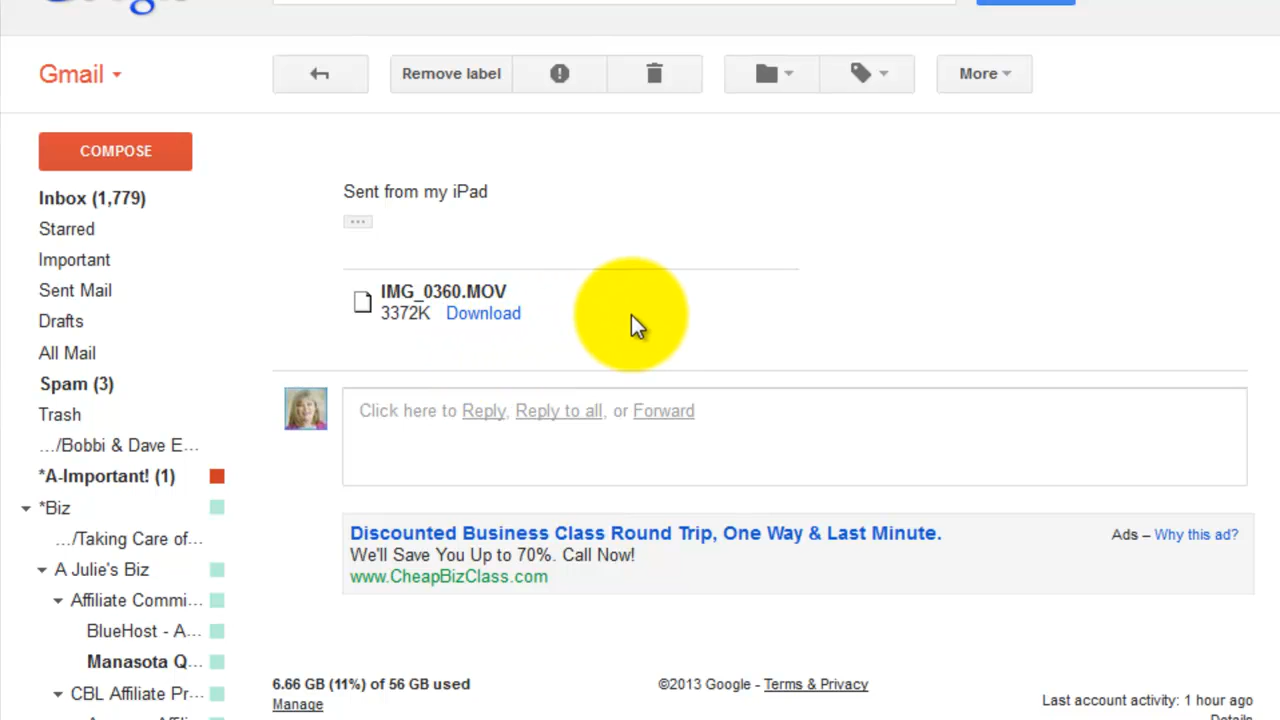 Google
Gmail
Remove label
More
COMPOSE
Inbox (1,779)
Starred
Important
Sent Mail
Drafts
All Mail
Spam (3)
Trash
.../Bobbi & Dave E...
*A-Important! (1)
*Biz
.../Taking Care of...
A Julie's Biz
Affiliate Commi...
BlueHost - A...
Manasota Q...
CBL Affiliate Pr...
Sent from my iPad
...
IMG_0360.MOV
3372K Download
Click here to Reply, Reply to all, or Forward
Discounted Business Class Round Trip, One Way & Last Minute.
Ads – Why this ad?
We'll Save You Up to 70%. Call Now!
www.CheapBizClass.com
6.66 GB (11%) of 56 GB used
Manage
©2013 Google - Terms & Privacy
Last account activity: 1 hour ago
Details